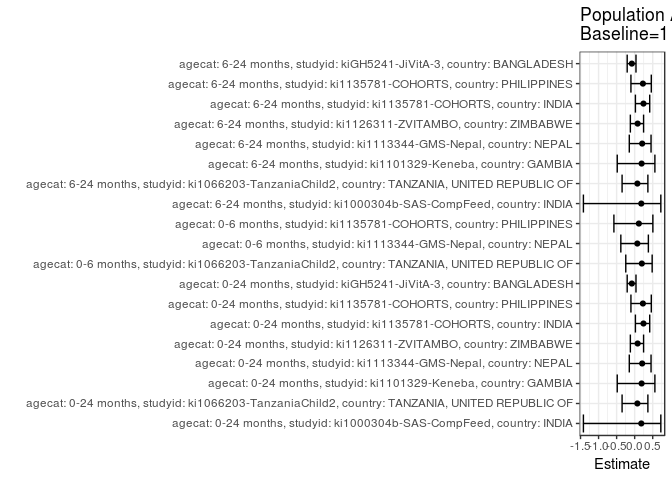 Population
Baseline=1
agecat: 6-24 months, studyid: kiGH5241-JiVitA-3, country: BANGLADESH
agecat: 6-24 months, studyid: ki1135781-COHORTS, country: PHILIPPINES
agecat: 6-24 months, studyid: ki1135781-COHORTS, country: INDIA
agecat: 6-24 months, studyid: ki1126311-ZVITAMBO, country: ZIMBABWE
agecat: 6-24 months, studyid: ki1113344-GMS-Nepal, country: NEPAL
agecat: 6-24 months, studyid: ki1101329-Keneba, country: GAMBIA
agecat: 6-24 months, studyid: ki1066203-TanzaniaChild2, country: TANZANIA, UNITED REPUBLIC OF
agecat: 6-24 months, studyid: ki1000304b-SAS-CompFeed, country: INDIA
agecat: 0-6 months, studyid: ki1135781-COHORTS, country: PHILIPPINES
agecat: 0-6 months, studyid: ki1113344-GMS-Nepal, country: NEPAL
agecat: 0-6 months, studyid: ki1066203-TanzaniaChild2, country: TANZANIA, UNITED REPUBLIC OF
agecat: 0-24 months, studyid: kiGH5241-JiVitA-3, country: BANGLADESH
agecat: 0-24 months, studyid: ki1135781-COHORTS, country: PHILIPPINES
agecat: 0-24 months, studyid: ki1135781-COHORTS, country: INDIA
agecat: 0-24 months, studyid: ki1126311-ZVITAMBO, country: ZIMBABWE
agecat: 0-24 months, studyid: ki1113344-GMS-Nepal, country: NEPAL
agecat: 0-24 months, studyid: ki1101329-Keneba, country: GAMBIA
agecat: 0-24 months, studyid: ki1066203-TanzaniaChild2, country: TANZANIA, UNITED REPUBLIC OF
agecat: 0-24 months, studyid: ki1000304b-SAS-CompFeed, country: INDIA
-1.5 -1.0 -0.5 0.0 0.5
Estimate